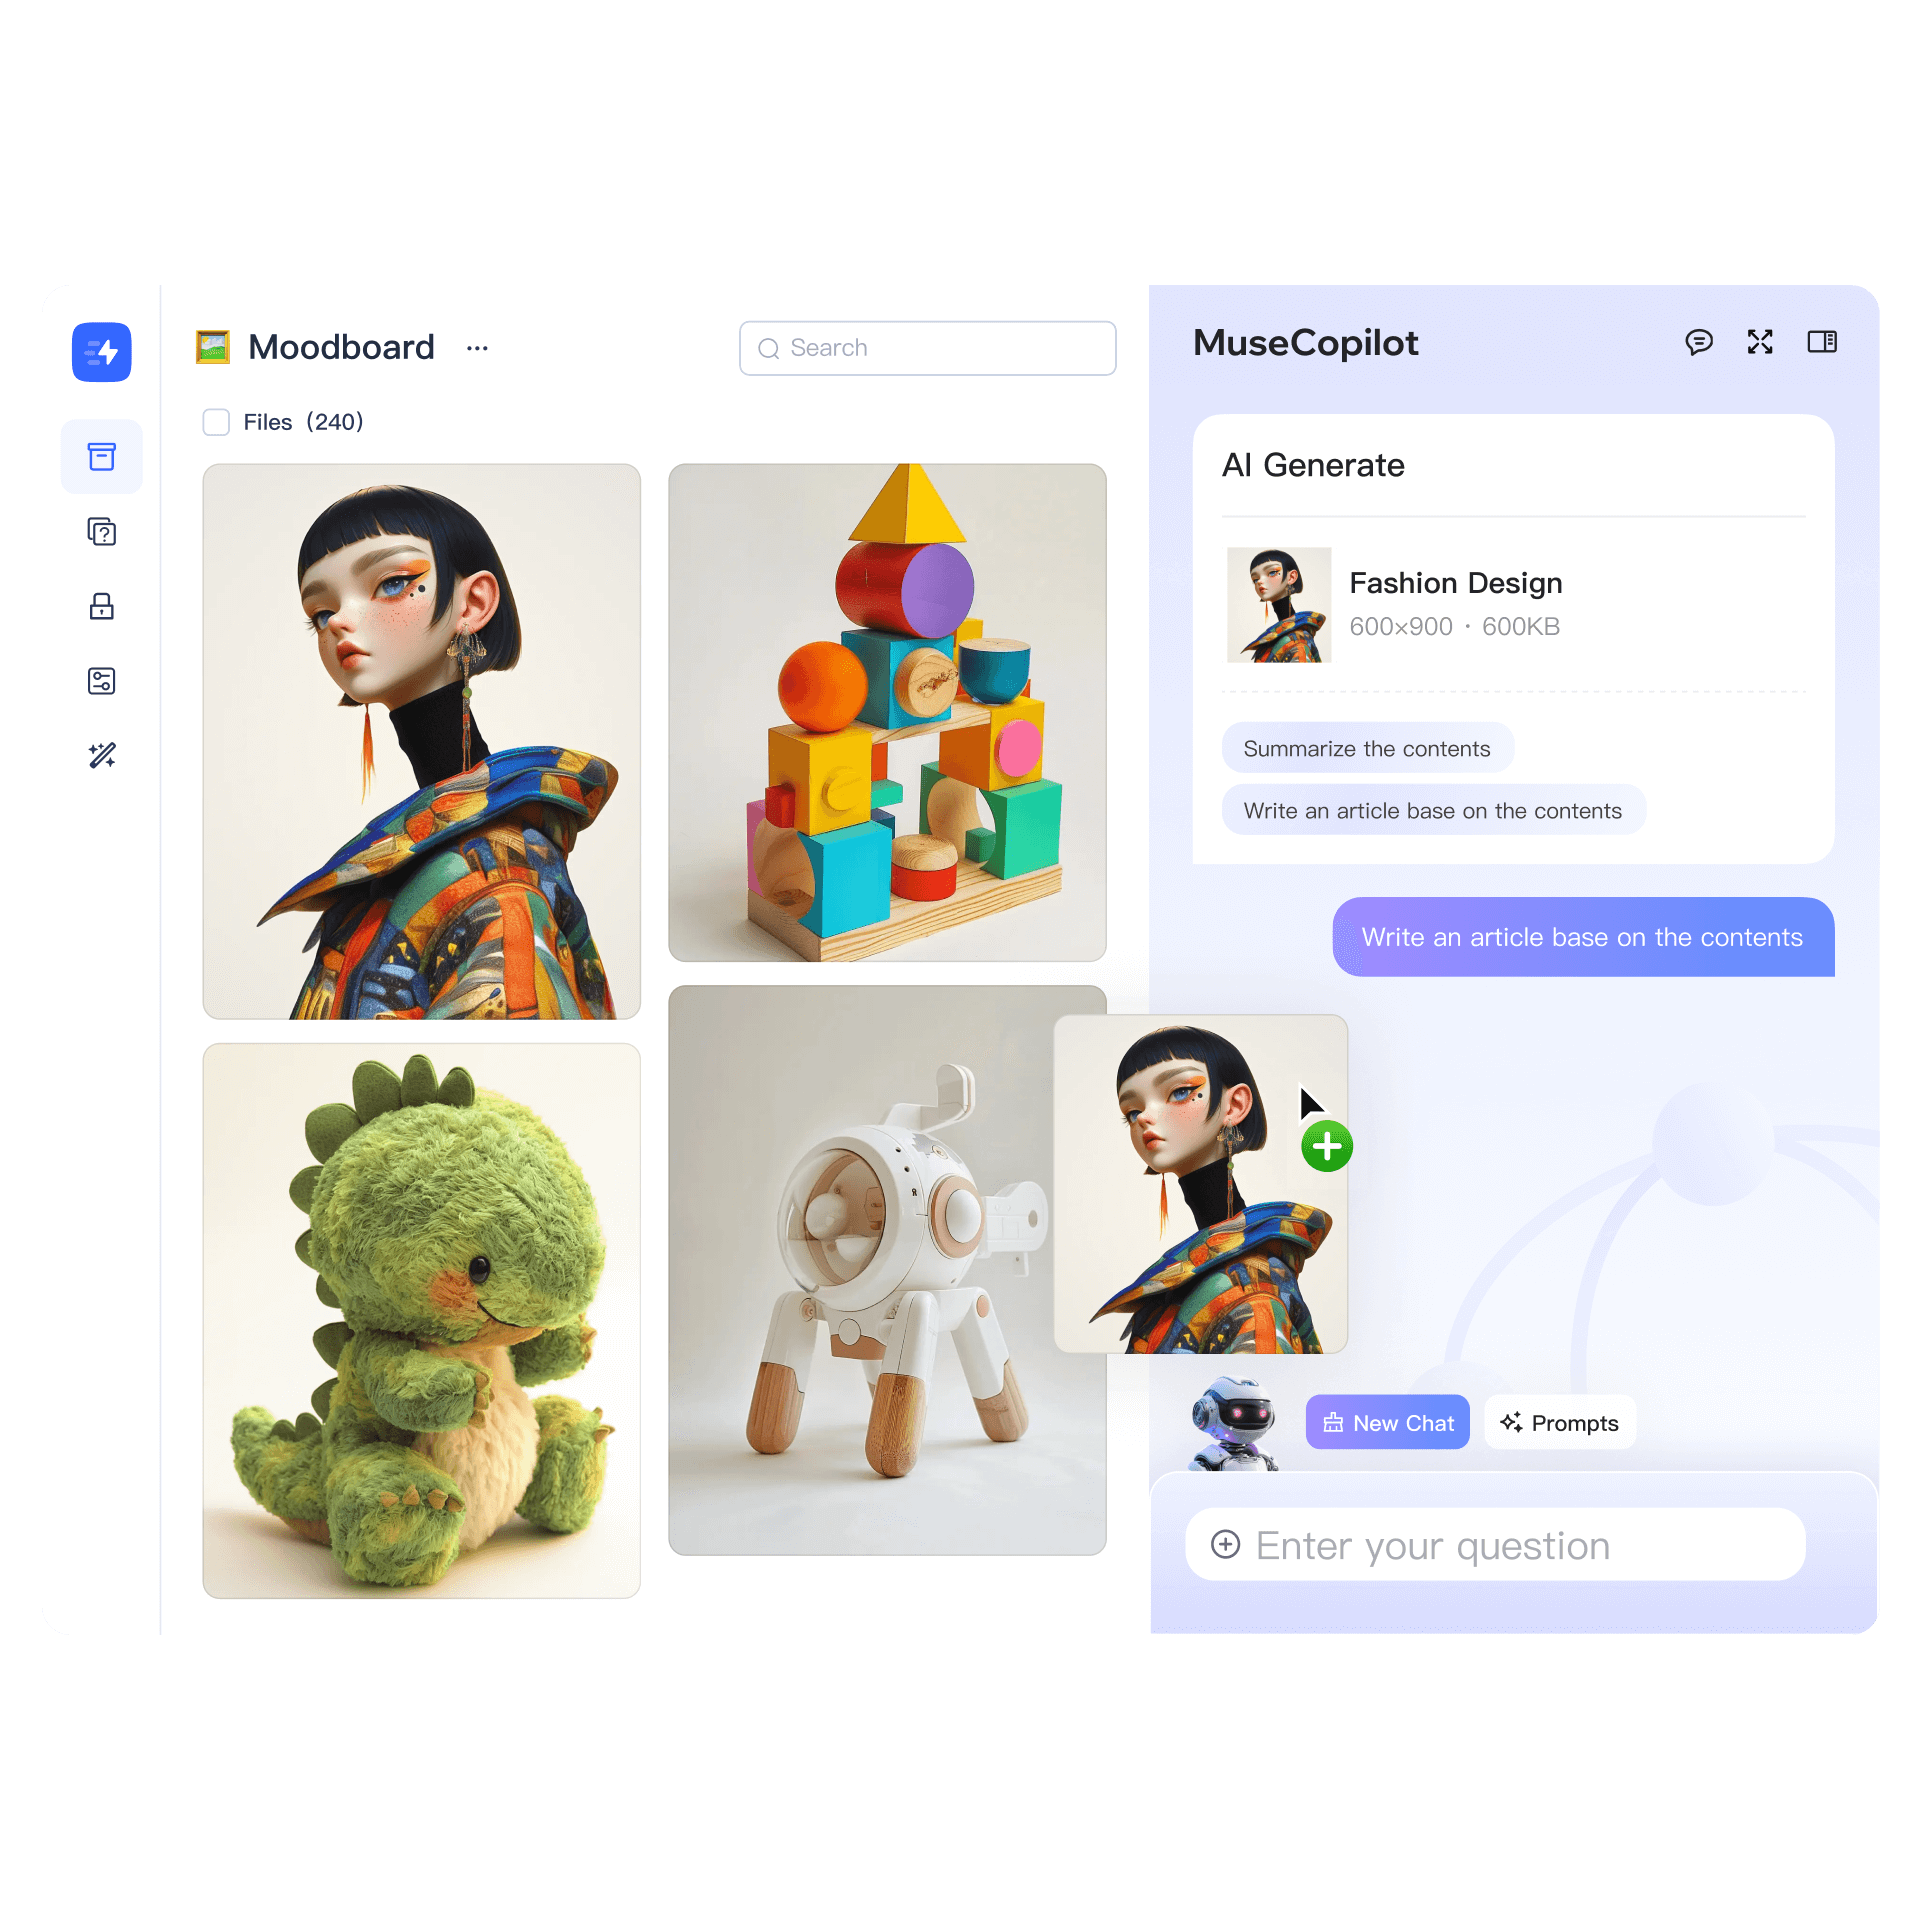 Moodboard
Search
Files (240)
MuseCopilot
AI Generate
Fashion Design
600×900 · 600KB
Summarize the contents
Write an article base on the contents
Write an article base on the contents
New Chat
Prompts
Enter your question